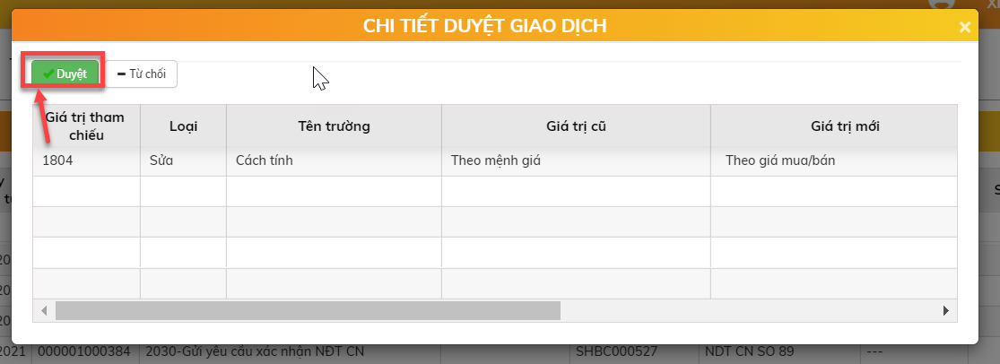 CHI TIẾT DUYỆT GIAO DỊCH
×
Duyệt
Từ chối
Giá trị tham chiếu
Loại
Tên trường
Giá trị cũ
Giá trị mới
1804
Sửa
Cách tính
Theo mệnh giá
Theo giá mua/bán
2021
000001000384
2030-Gửi yêu cầu xác nhận NĐT CN
SHBC000527
NDT CN SO 89
---